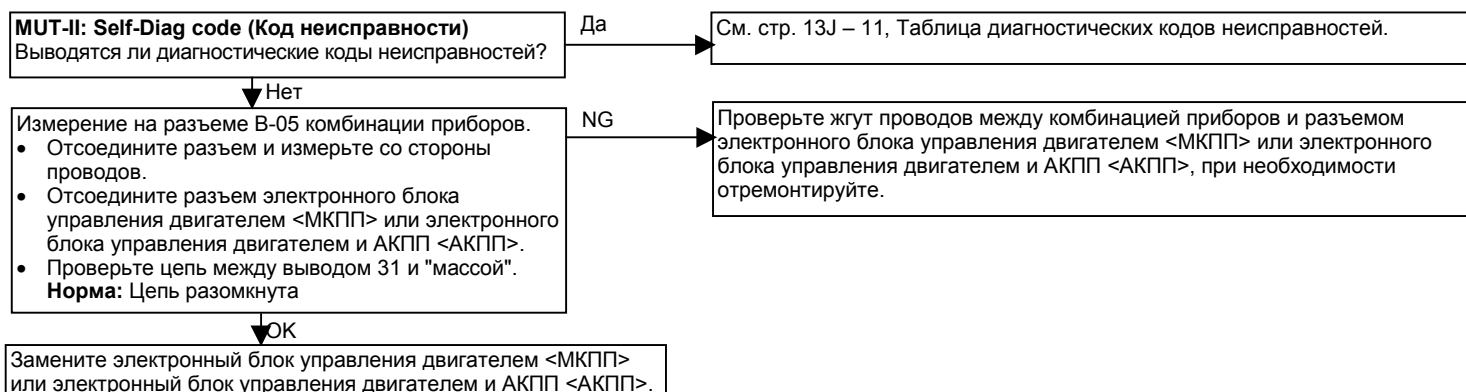 MUT-II: Self-Diag code (Код неисправности)
Выводятся ли диагностические коды неисправностей?
Да
См. стр. 13J – 11, Таблица диагностических кодов неисправностей.
Нет
Измерение на разъеме В-05 комбинации приборов.
• Отсоедините разъем и измерьте со стороны
проводов.
• Отсоедините разъем электронного блока
управления двигателем <МКПП> или электронного
блока управления двигателем и АКПП <АКПП>.
• Проверьте цепь между выводом 31 и "массой".
Норма: Цепь разомкнута
NG
Проверьте жгут проводов между комбинацией приборов и разъемом
электронного блока управления двигателем <МКПП> или электронного
блока управления двигателем и АКПП <АКПП>, при необходимости
отремонтируйте.
OK
Замените электронный блок управления двигателем <МКПП>
или электронный блок управления двигателем и АКПП <АКПП>.